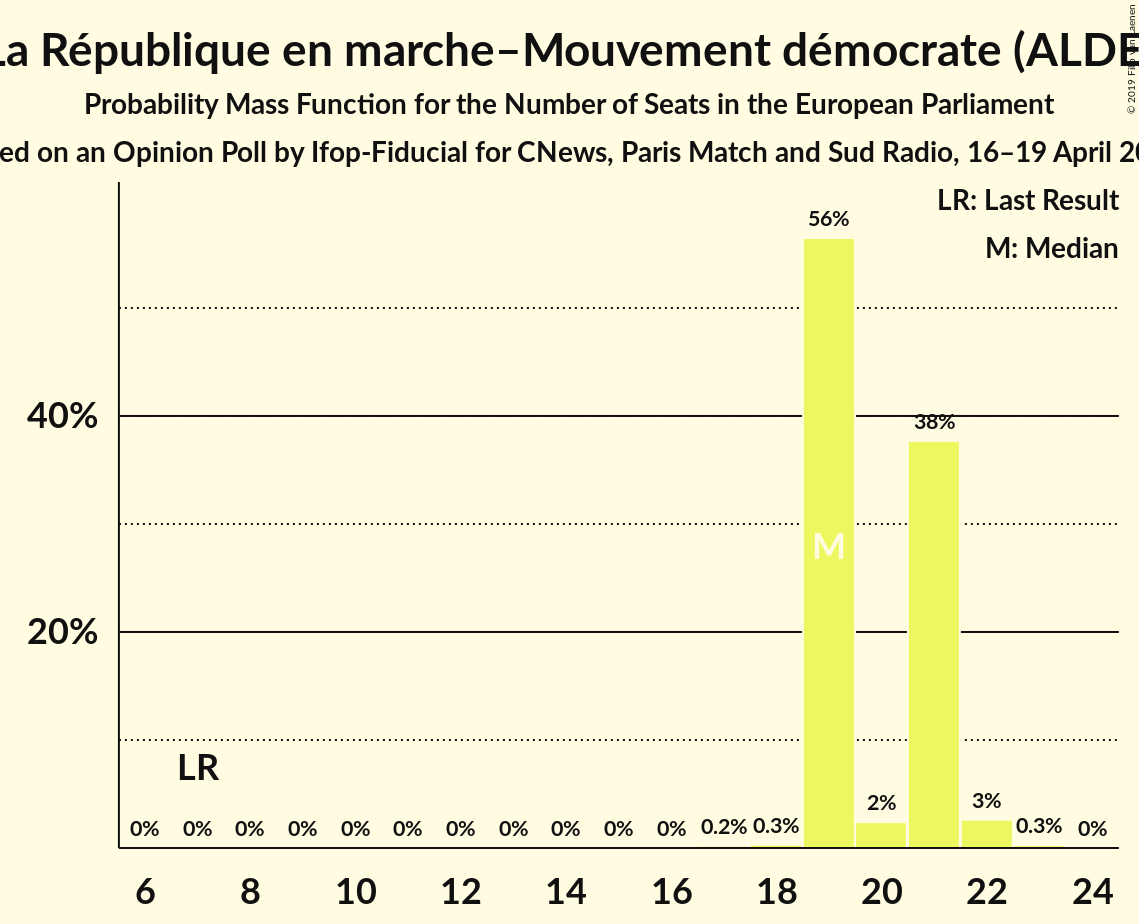 La République en marche–Mouvement démocrate (ALDE
Probability Mass Function for the Number of Seats in the European Parliament
ed on an Opinion Poll by Ifop-Fiducial for CNews, Paris Match and Sud Radio, 16–19 April 20
© 2019
LR: Last Result
M: Median
56%
40%
38%
M
20%
LR
0% 0% 0% 0% 0% 0% 0% 0% 0% 0% 0% 0.2% 0.3% 2% 3% 0.3% 0%
6 8 10 12 14 16 18 20 22 24